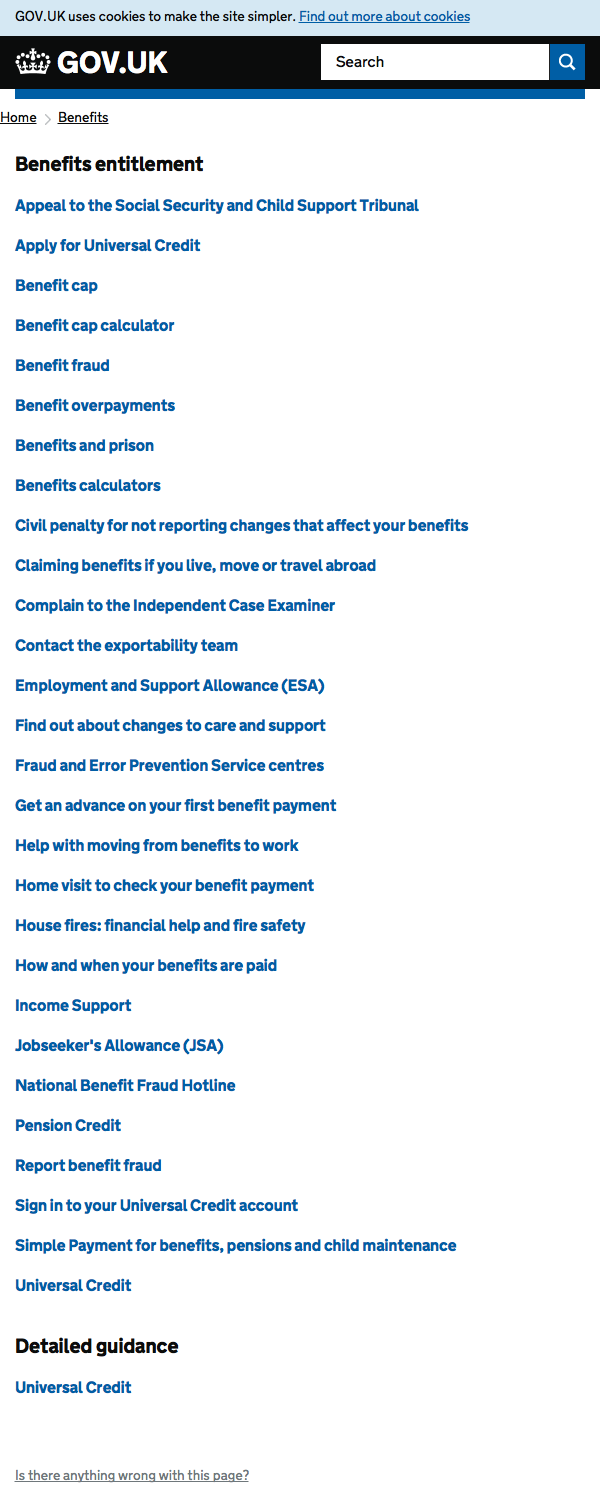 GOV.UK uses cookies to make the site simpler. Find out more about cookies
GOV.UK
Search
Home
Benefits
Benefits entitlement
Appeal to the Social Security and Child Support Tribunal
Apply for Universal Credit
Benefit cap
Benefit cap calculator
Benefit fraud
Benefit overpayments
Benefits and prison
Benefits calculators
Civil penalty for not reporting changes that affect your benefits
Claiming benefits if you live, move or travel abroad
Complain to the Independent Case Examiner
Contact the exportability team
Employment and Support Allowance (ESA)
Find out about changes to care and support
Fraud and Error Prevention Service centres
Get an advance on your first benefit payment
Help with moving from benefits to work
Home visit to check your benefit payment
House fires: financial help and fire safety
How and when your benefits are paid
Income Support
Jobseeker's Allowance (JSA)
National Benefit Fraud Hotline
Pension Credit
Report benefit fraud
Sign in to your Universal Credit account
Simple Payment for benefits, pensions and child maintenance
Universal Credit
Detailed guidance
Universal Credit
Is there anything wrong with this page?